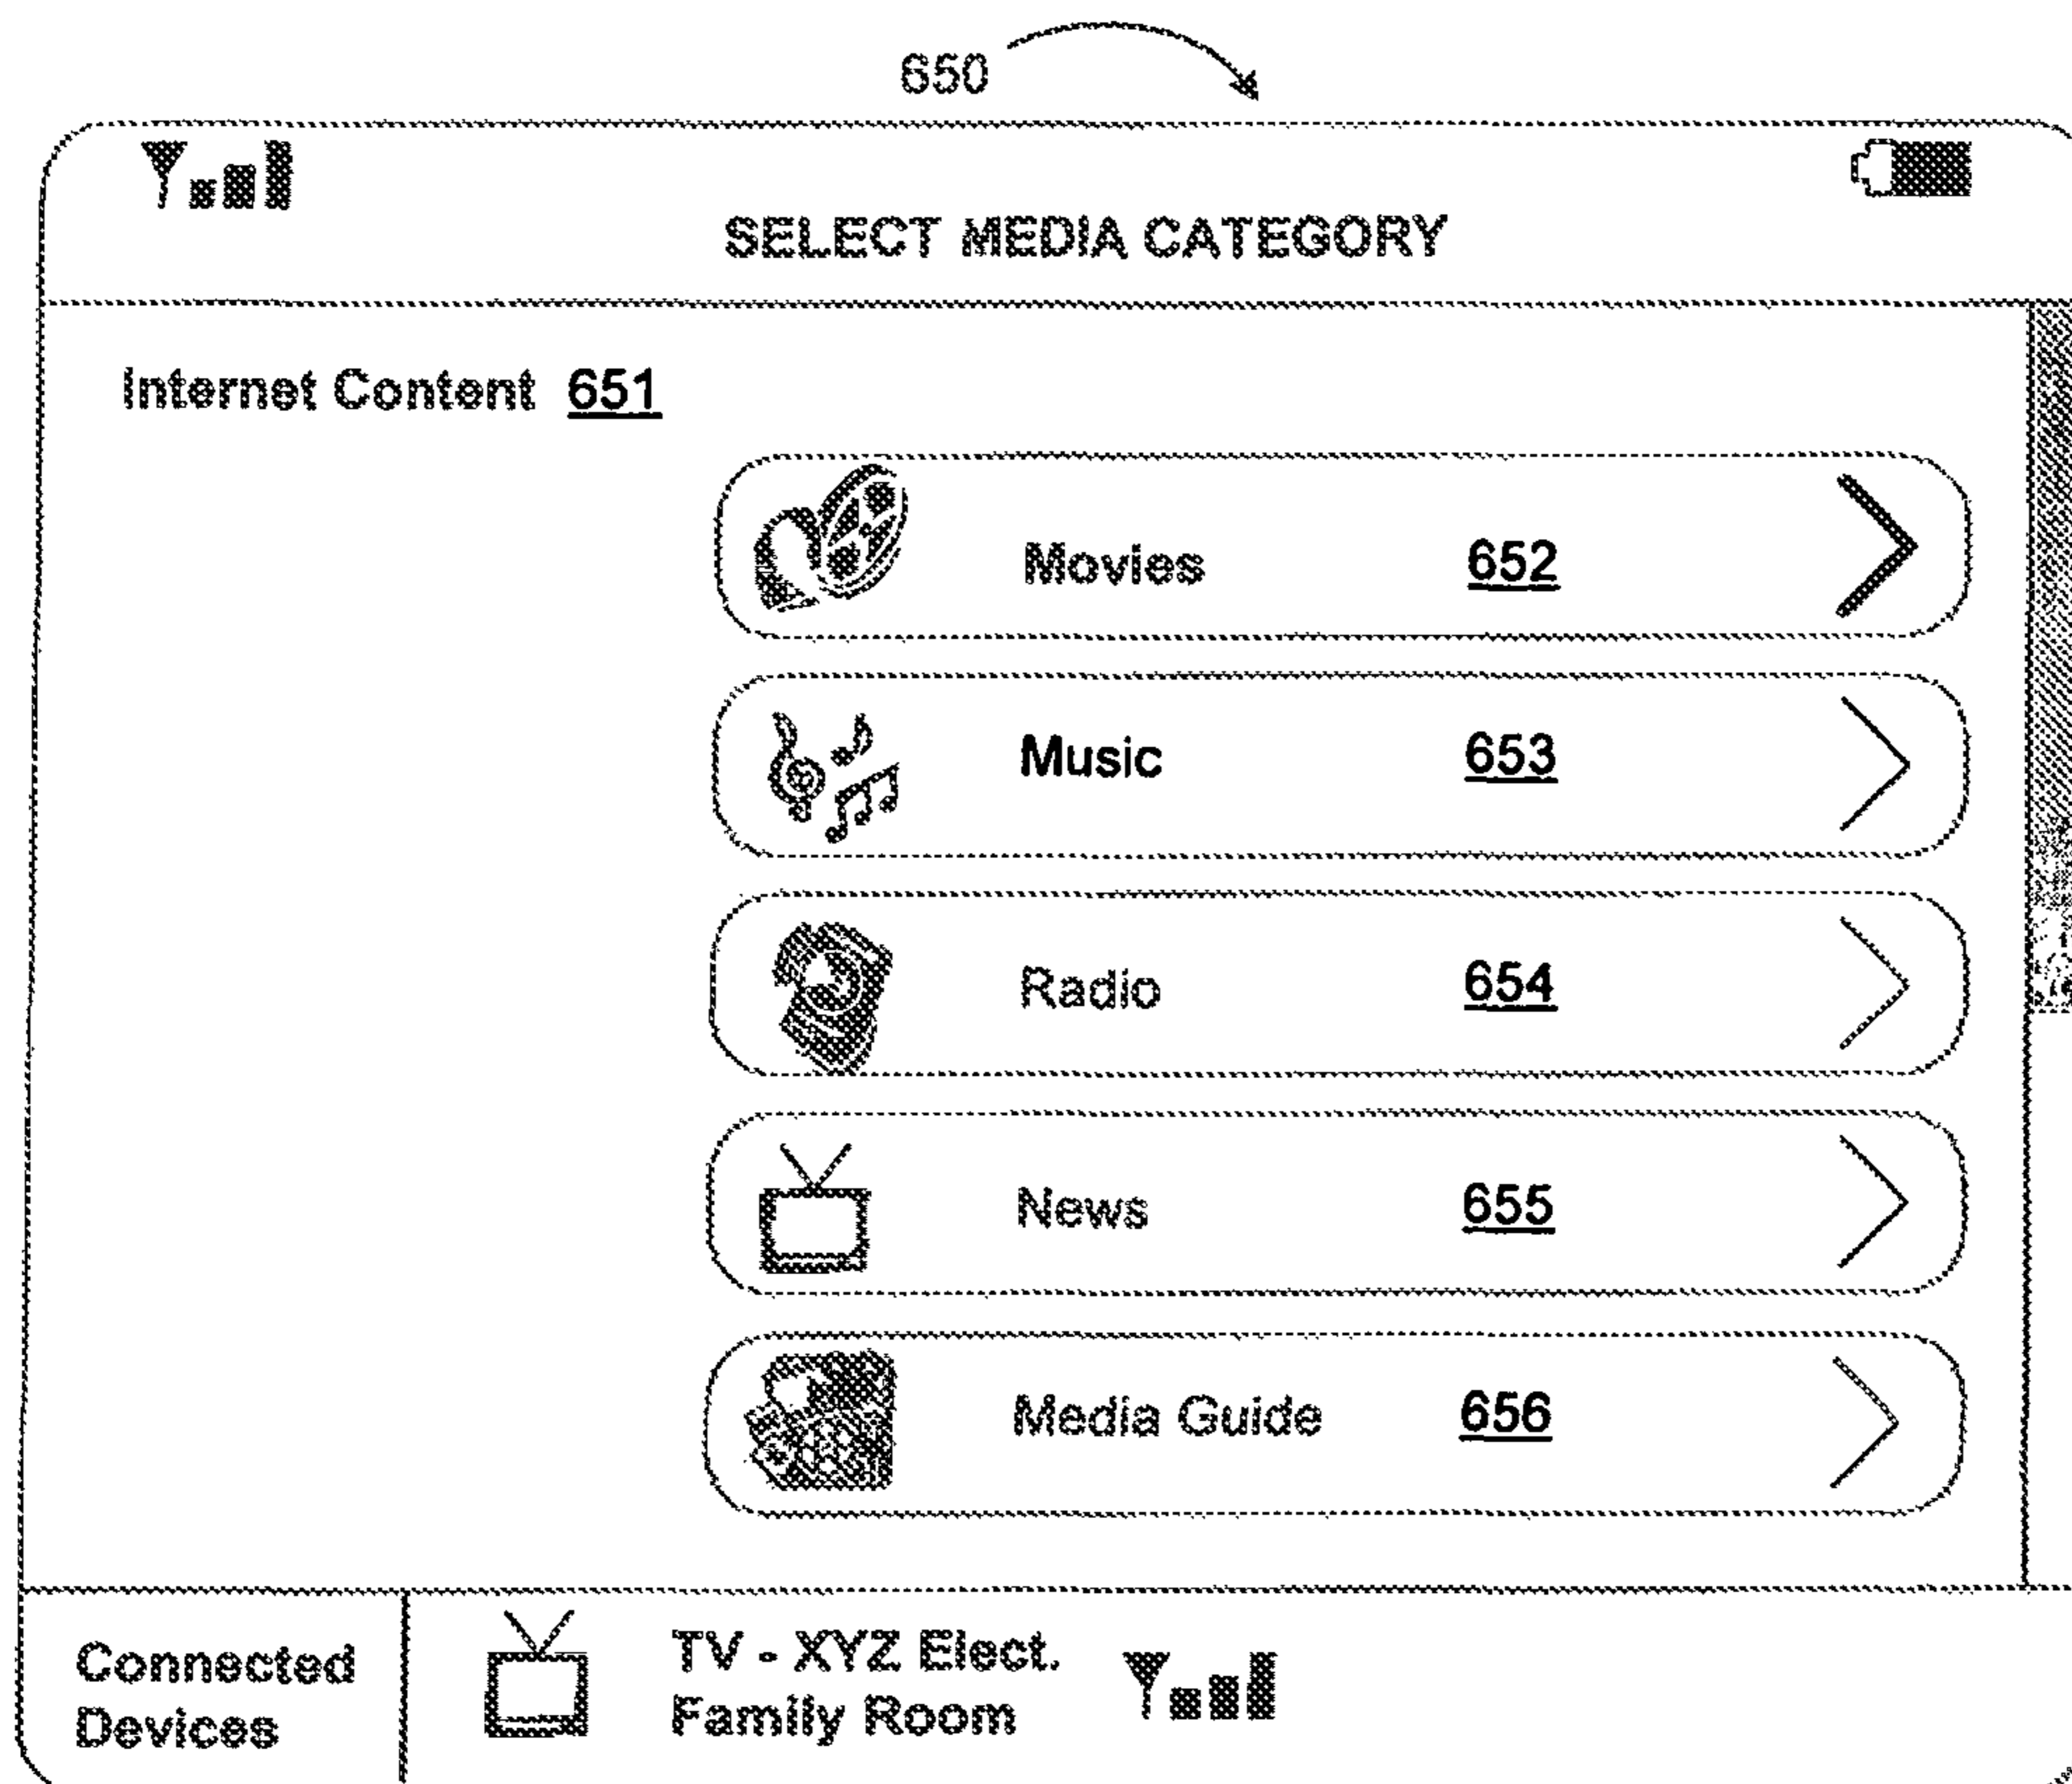 650
SELECT MEDIA CATEGORY
Internet Content 651
Movies 652
Music 653
Radio 654
News 655
Media Guide 656
Connected
Devices
TV - XYZ Elect.
Family Room